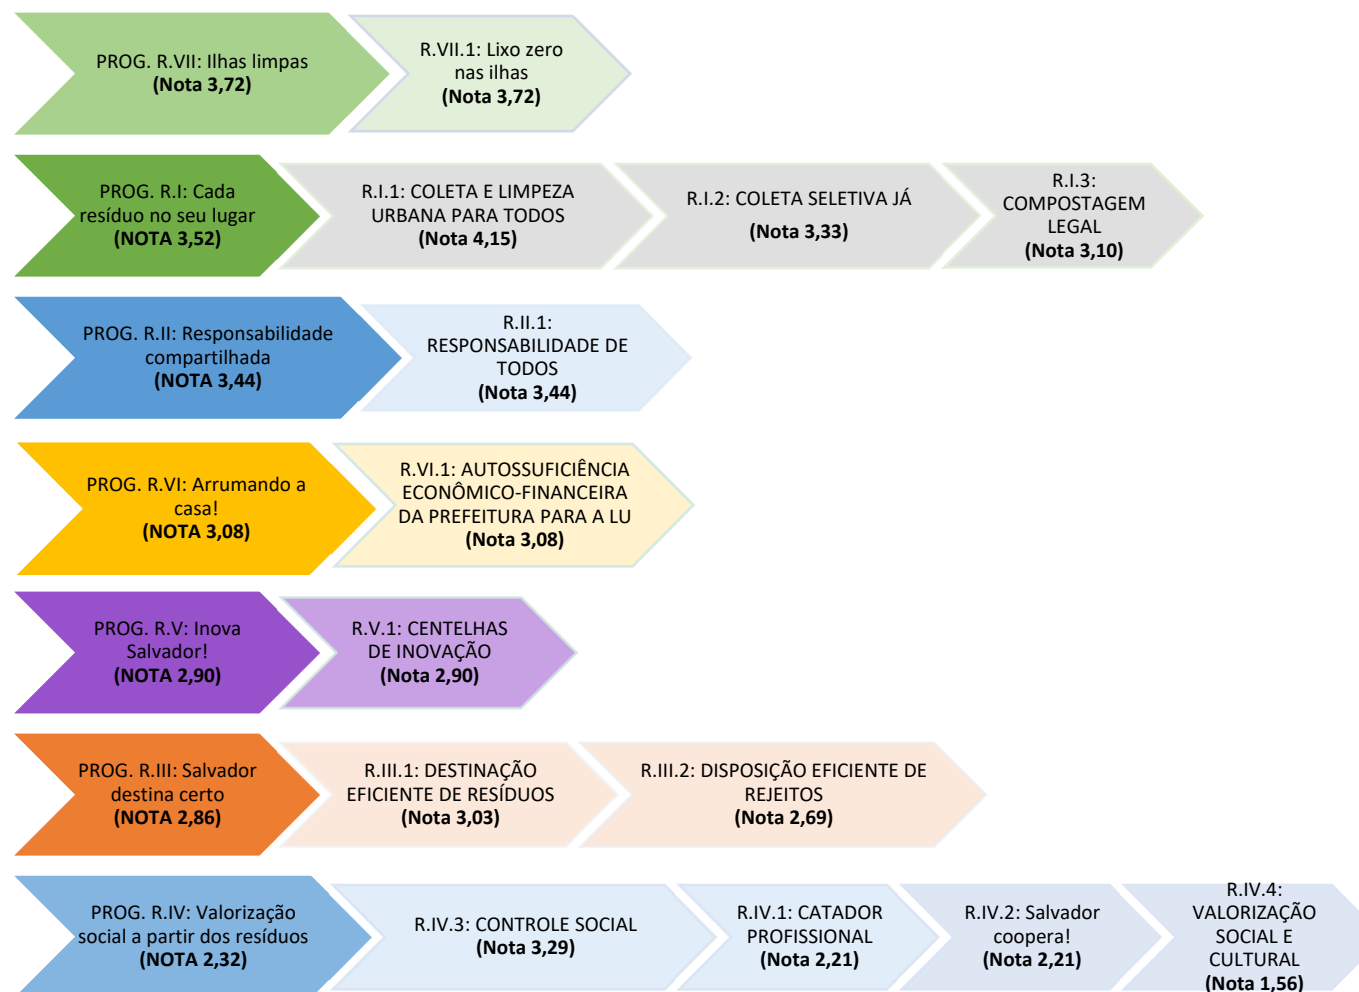 PROG. R.VII: Ilhas limpas
(Nota 3,72)
R.VII.1: Lixo zero
nas ilhas
(Nota 3,72)
PROG. R.I: Cada
resíduo no seu lugar
(NOTA 3,52)
R.I.1: COLETA E LIMPEZA
URBANA PARA TODOS
(Nota 4,15)
R.I.2: COLETA SELETIVA JÁ
(Nota 3,33)
R.I.3:
COMPOSTAGEM
LEGAL
(Nota 3,10)
PROG. R.II: Responsabilidade
compartilhada
(NOTA 3,44)
R.II.1:
RESPONSABILIDADE DE
TODOS
(Nota 3,44)
PROG. R.VI: Arrumando a
casa!
(NOTA 3,08)
R.VI.1: AUTOSSUFICIÊNCIA
ECONÔMICO-FINANCEIRA
DA PREFEITURA PARA A LU
(Nota 3,08)
PROG. R.V: Inova
Salvador!
(NOTA 2,90)
R.V.1: CENTELHAS
DE INOVAÇÃO
(Nota 2,90)
PROG. R.III: Salvador
destina certo
(NOTA 2,86)
R.III.1: DESTINAÇÃO
EFICIENTE DE RESÍDUOS
(Nota 3,03)
R.III.2: DISPOSIÇÃO EFICIENTE DE
REJEITOS
(Nota 2,69)
PROG. R.IV: Valorização
social a partir dos resíduos
(NOTA 2,32)
R.IV.3: CONTROLE SOCIAL
(Nota 3,29)
R.IV.1: CATADOR
PROFISSIONAL
(Nota 2,21)
R.IV.2: Salvador
coopera!
(Nota 2,21)
R.IV.4:
VALORIZAÇÃO
SOCIAL E
CULTURAL
(Nota 1,56)